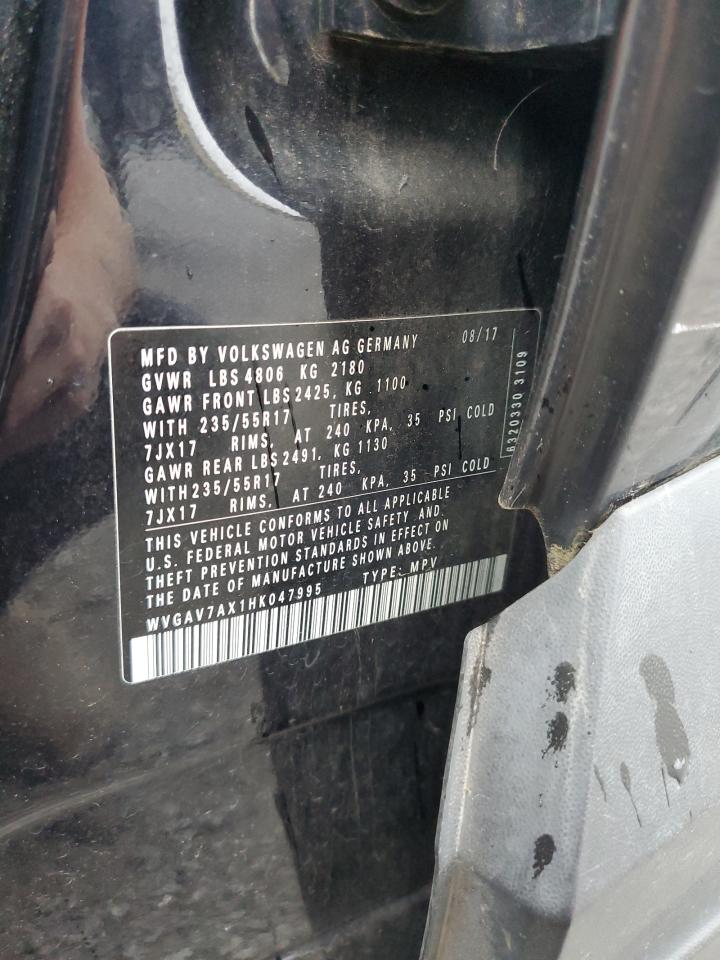 MFD BY VOLKSWAGEN AG GERMANY 08/17
GVWR LBS 4806 KG 2180
GAWR FRONT LBS 2425, KG 1100
WITH 235/55R17 TIRES,
7JX17 RIMS, AT 240 KPA, 35 PSI COLD
GAWR REAR LBS 2491, KG 1130
WITH 235/55R17 TIRES,
7JX17 RIMS, AT 240 KPA, 35 PSI COLD
THIS VEHICLE CONFORMS TO ALL APPLICABLE
U.S. FEDERAL MOTOR VEHICLE SAFETY AND
THEFT PREVENTION STANDARDS IN EFFECT ON
THE DATE OF MANUFACTURE SHOWN ABOVE.
WVGAV7AX1HK047995 TYPE: MPV
6320330 3109